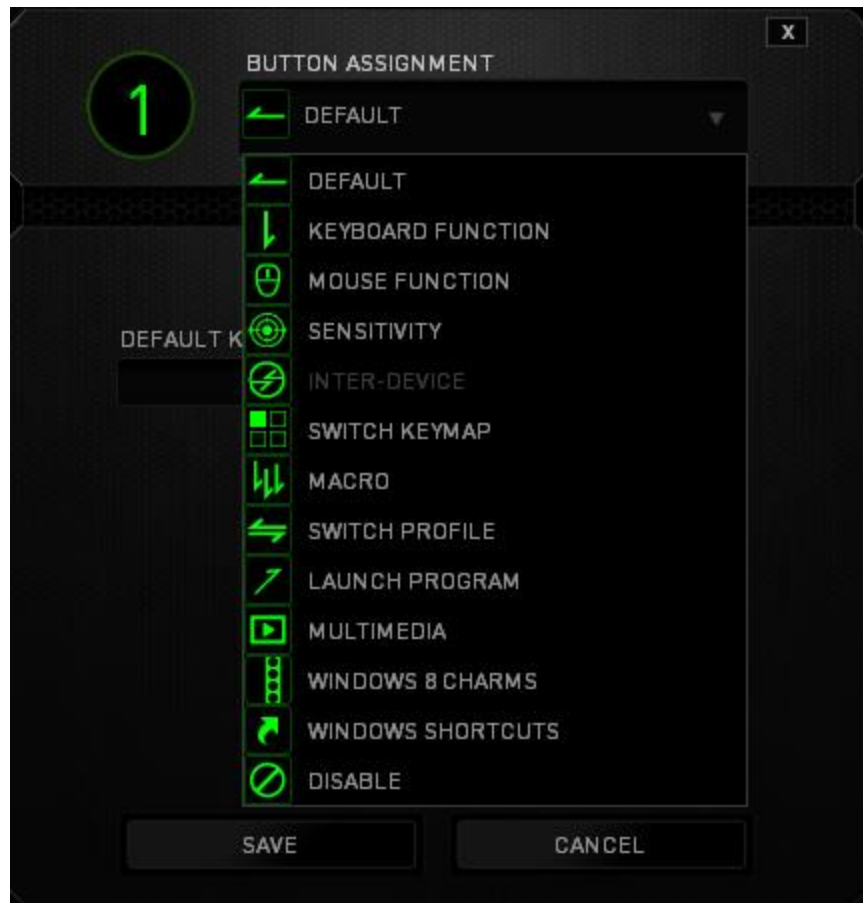 X
BUTTON ASSIGNMENT
1
DEFAULT
DEFAULT
KEYBOARD FUNCTION
MOUSE FUNCTION
SENSITIVITY
DEFAULT K
INTER-DEVICE
SWITCH KEYMAP
MACRO
SWITCH PROFILE
LAUNCH PROGRAM
MULTIMEDIA
WINDOWS 8 CHARMS
WINDOWS SHORTCUTS
DISABLE
SAVE
CANCEL